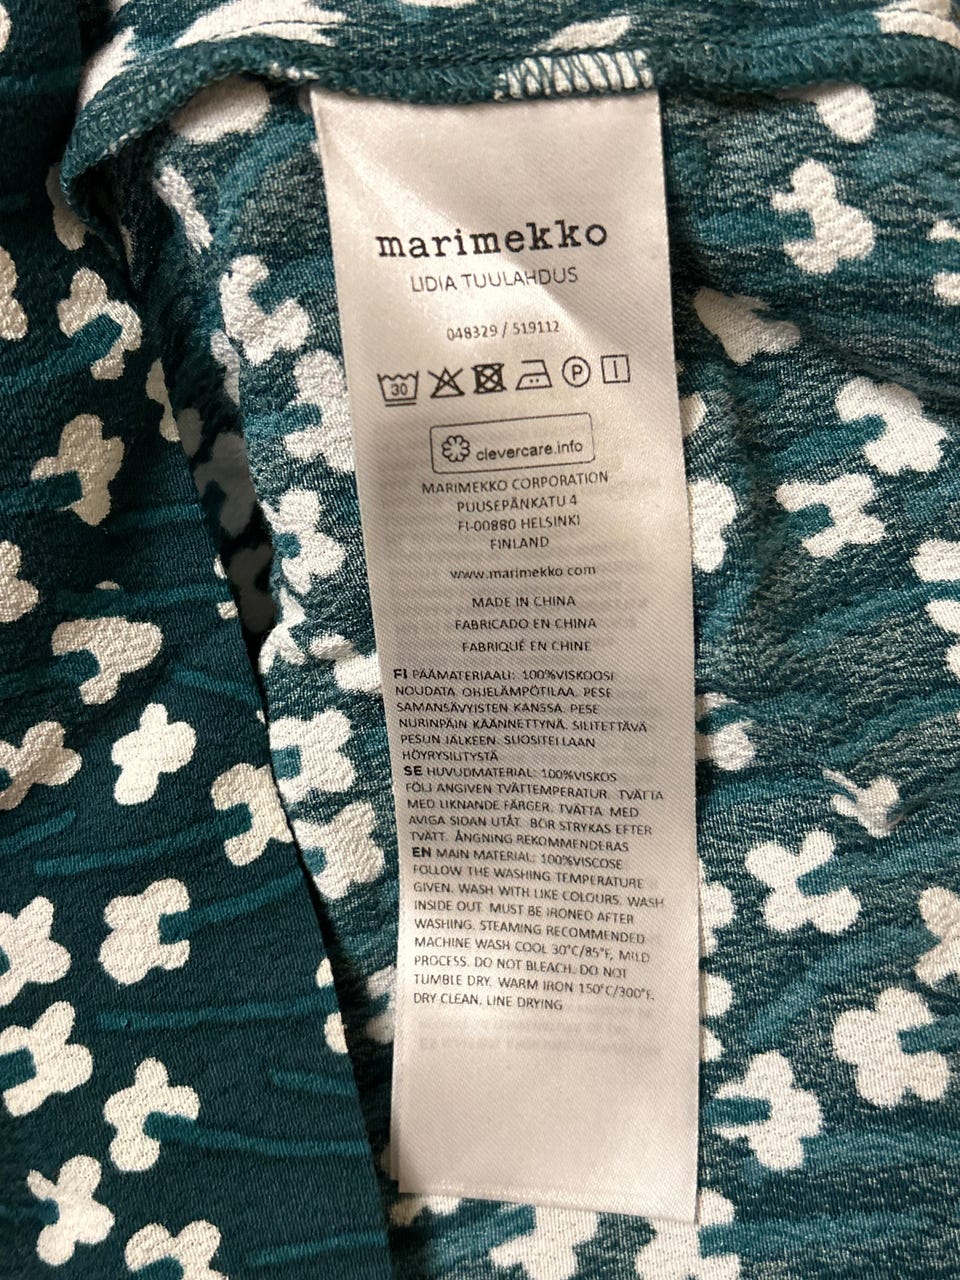 marimekko
LIDIA TUULAHDUS
048329 / 519112
30
P
clevercare.info
MARIMEKKO CORPORATION
PUUSEPÄNKATU 4
FI-00880 HELSINKI
FINLAND
www.marimekko.com
MADE IN CHINA
FABRICADO EN CHINA
FABRIQUÉ EN CHINE
FI PÄÄMATERIAALI: 100%VISKOOSI
NOUDATA OHJELÄMPÖTILAA. PESE
SAMANSÄVYISTEN KANSSA. PESE
NURINPÄIN KÄÄNNETTYNÄ. SILITETTÄVÄ
PESUN JÄLKEEN. SUOSITELLAAN
HÖYRYSILITYSTÄ
SE HUVUDMATERIAL: 100%VISKOS
FÖLJ ANGIVEN TVÄTTEMPERATUR. TVÄTTA
MED LIKNANDE FÄRGER. TVÄTTA MED
AVIGA SIDAN UTÅT. BÖR STRYKAS EFTER
TVÄTT. ÅNGNING REKOMMENDERAS
EN MAIN MATERIAL: 100%VISCOSE
FOLLOW THE WASHING TEMPERATURE
GIVEN. WASH WITH LIKE COLOURS. WASH
INSIDE OUT. MUST BE IRONED AFTER
WASHING. STEAMING RECOMMENDED
MACHINE WASH COOL 30°C/85°F, MILD
PROCESS. DO NOT BLEACH. DO NOT
TUMBLE DRY. WARM IRON 150°C/300°F.
DRY CLEAN. LINE DRYING